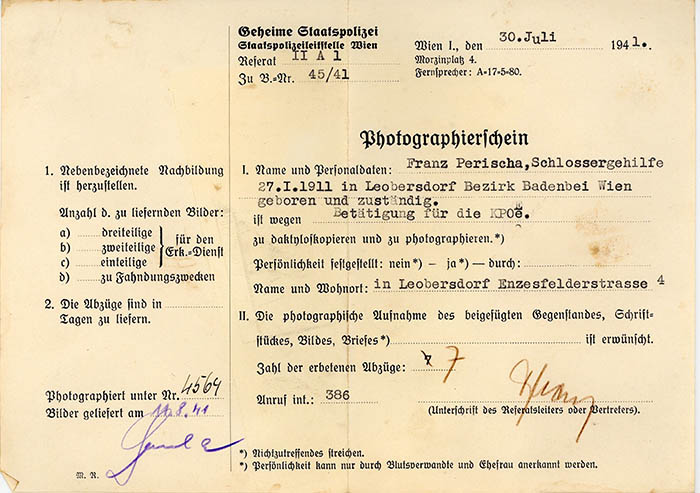 Geheime Staatspolizei
Staatspolizeileitstelle Wien
Referat II A 1
Zu B.-Nr. 45/41
Wien I., den 30.Juli 1941.
Morzinplatz 4.
Fernsprecher: A-17-5-80.
Photographierschein
1. Nebenbezeichnete Nachbildung
ist herzustellen.
Anzahl d. zu liefernden Bilder:
a) dreiteilige
b) zweiteilige
c) einteilige
für den
Erk.-Dienst
d) zu Fahndungszwecken
2. Die Abzüge sind in
Tagen zu liefern.
Photographiert unter Nr. 4564
Bilder geliefert am 11.8.41
M. R.
I. Name und Personaldaten: Franz Perischa,Schlossergehilfe
27.I.1911 in Leobersdorf Bezirk Badenbei Wien
geboren und zuständig.
ist wegen Betätigung für die KPOe.
zu daktyloskopieren und zu photographieren.*)
Persönlichkeit festgestellt: nein*) – ja*) — durch:
Name und Wohnort: in Leobersdorf Enzesfelderstrasse 4
II. Die photographische Aufnahme des beigefügten Gegenstandes, Schrift-
stückes, Bildes, Briefes*) ist erwünscht.
Zahl der erbetenen Abzüge: 7 7
Anruf int.: 386
(Unterschrift des Referatsleiters oder Vertreters).
*) Nichtzutreffendes streichen.
*) Persönlichkeit kann nur durch Blutsverwandte und Ehefrau anerkannt werden.